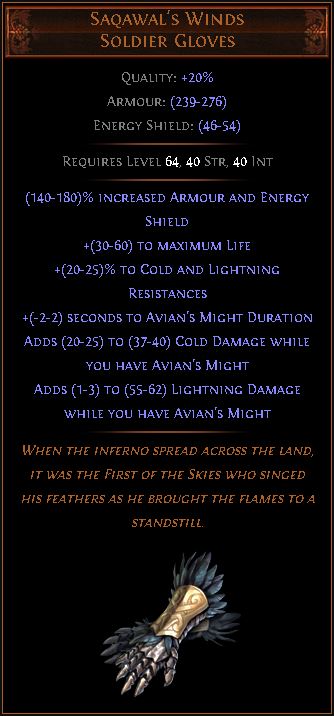 Saqawal's Winds
Soldier Gloves
Quality: +20%
Armour: (239-276)
Energy Shield: (46-54)
Requires Level 64, 40 Str, 40 Int
(140-180)% increased Armour and Energy
Shield
+(30-60) to maximum Life
+(20-25)% to Cold and Lightning
Resistances
+(-2-2) seconds to Avian's Might Duration
Adds (20-25) to (37-40) Cold Damage while
you have Avian's Might
Adds (1-3) to (55-62) Lightning Damage
while you have Avian's Might
When the inferno spread across the land,
it was the First of the Skies who singed
his feathers as he brought the flames to a
standstill.